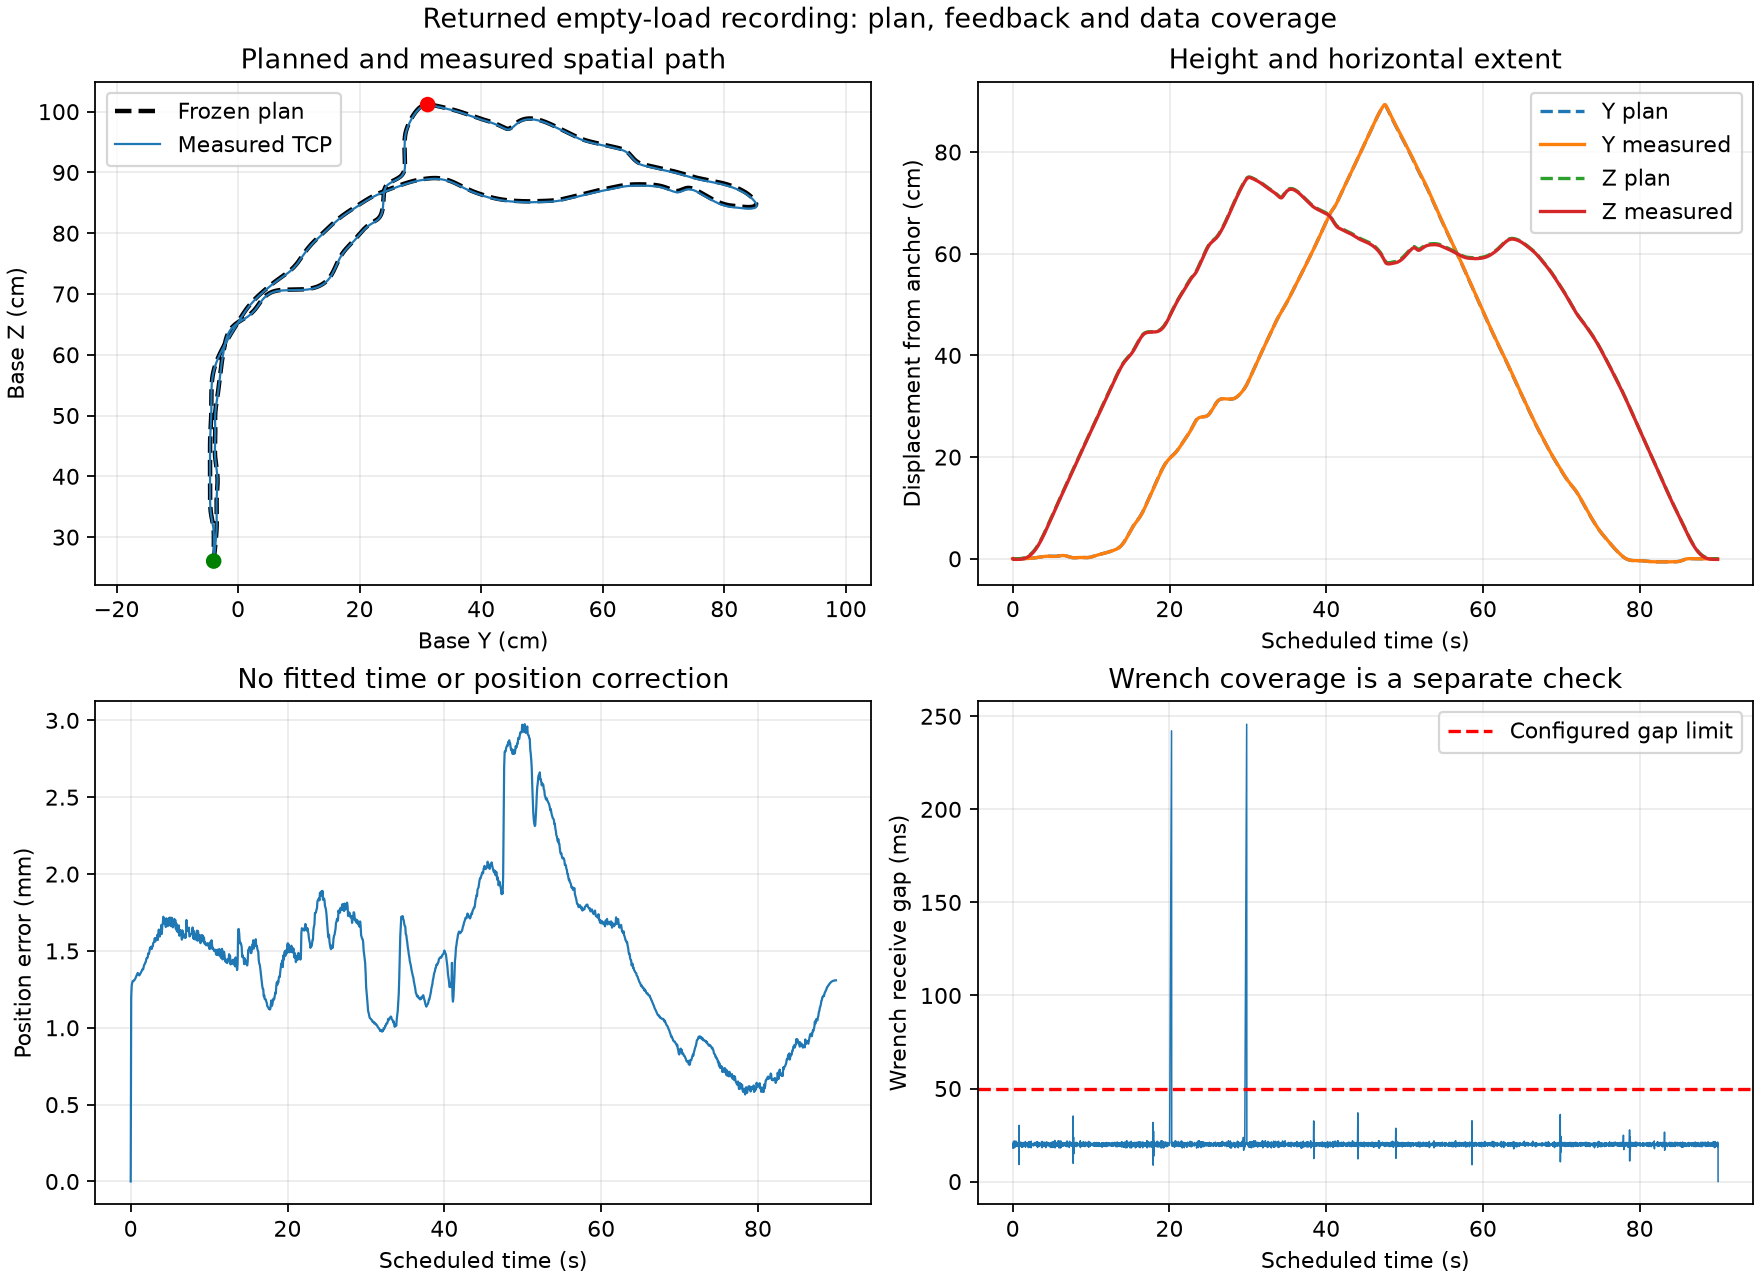 Returned empty-load recording: plan, feedback and data coverage
Planned and measured spatial path
Frozen plan
Measured TCP
100
90
80
70
60
50
40
30
−20
0
20
40
60
80
100
Base Z (cm)
Base Y (cm)
Height and horizontal extent
Y plan
Y measured
Z plan
Z measured
80
60
40
20
0
0
20
40
60
80
Displacement from anchor (cm)
Scheduled time (s)
No fitted time or position correction
3.0
2.5
2.0
1.5
1.0
0.5
0.0
0
20
40
60
80
Position error (mm)
Scheduled time (s)
Wrench coverage is a separate check
Configured gap limit
250
200
150
100
50
0
0
20
40
60
80
Wrench receive gap (ms)
Scheduled time (s)